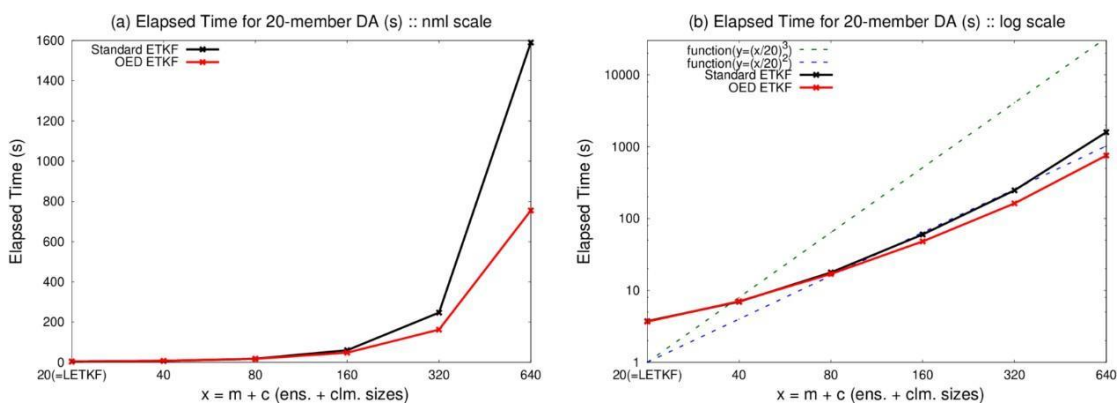 (a) Elapsed Time for 20-member DA (s) :: nml scale
1600
1400
1200
1000
800
600
400
200
0
Elapsed Time (s)
Standard ETKF
OED ETKF
20(=LETKF)
40
80
160
320
640
x = m + c (ens. + clm. sizes)
(b) Elapsed Time for 20-member DA (s) :: log scale
10000
1000
100
10
1
Elapsed Time (s)
function(y=(x/20)^3)
function(y=(x/20)^2)
Standard ETKF
OED ETKF
20(=LETKF)
40
80
160
320
640
x = m + c (ens. + clm. sizes)